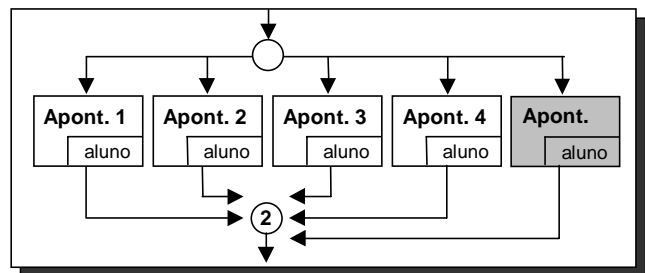 Apont. 1
aluno
Apont. 2
aluno
Apont. 3
aluno
Apont. 4
aluno
Apont.
aluno
2